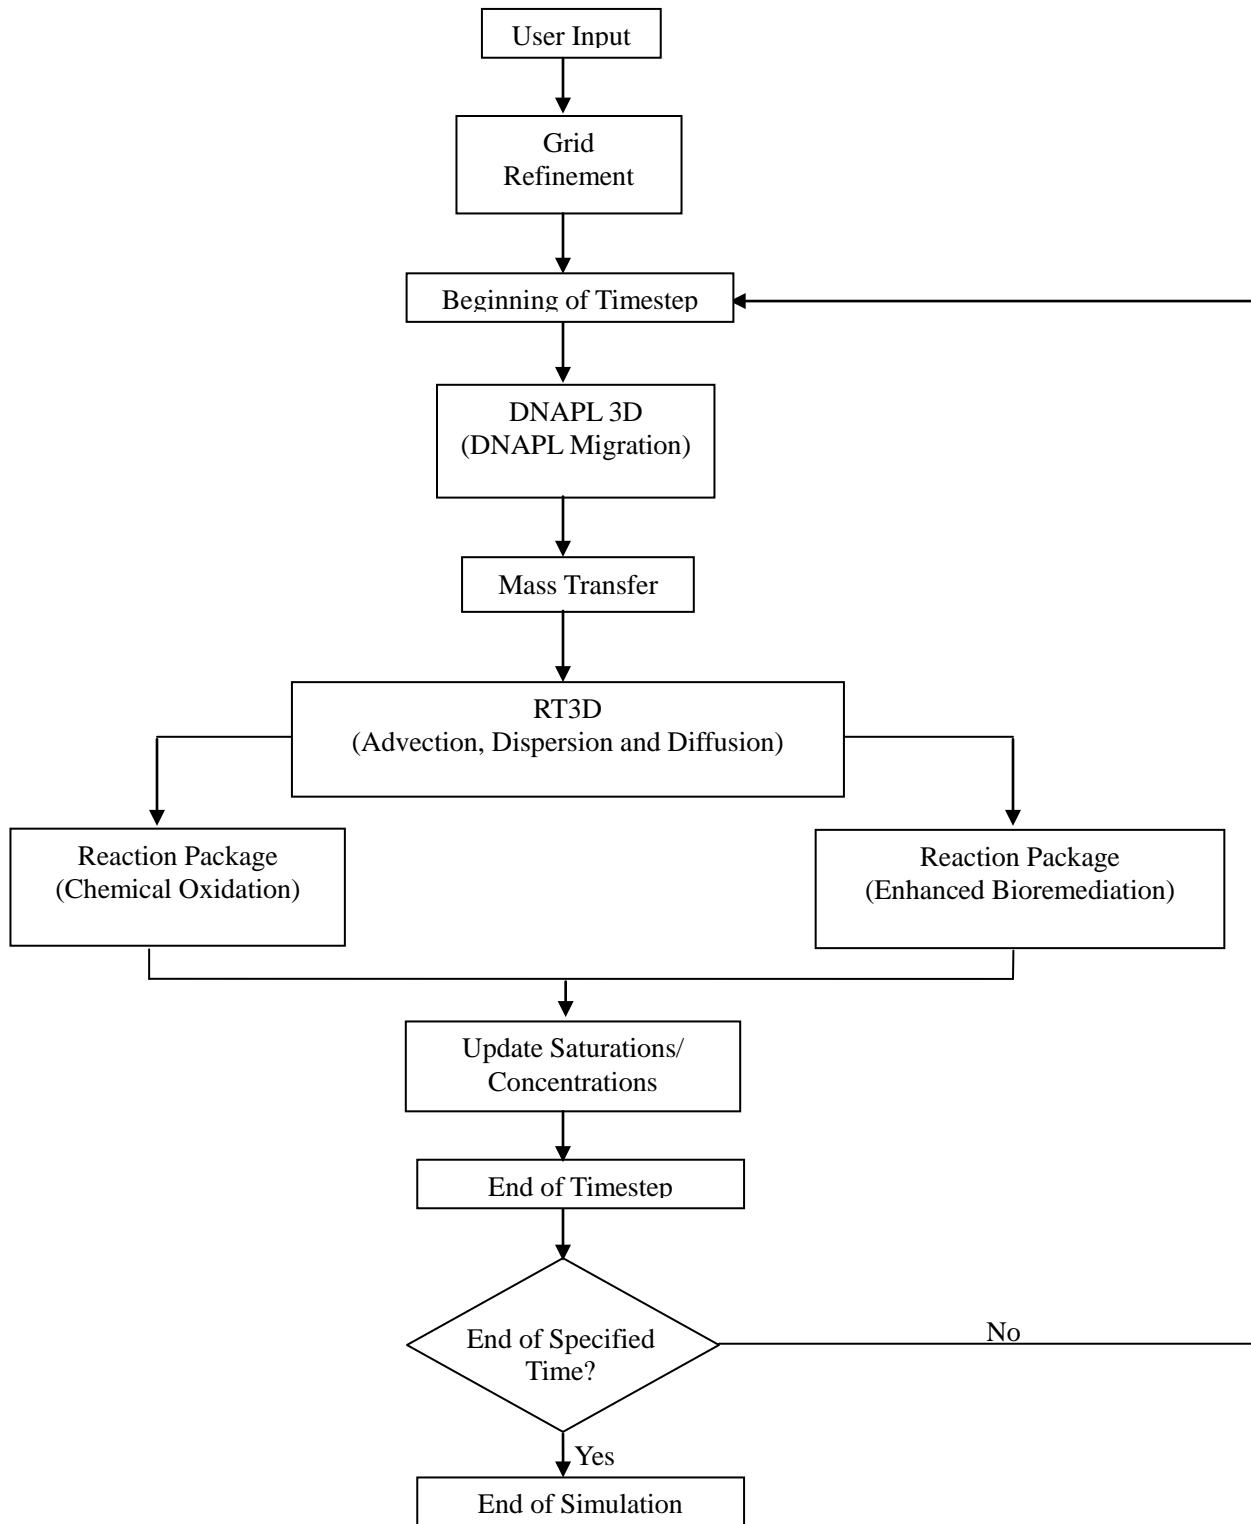 User Input
Grid
Refinement
Beginning of Timestep
DNAPL 3D
(DNAPL Migration)
Mass Transfer
RT3D
(Advection, Dispersion and Diffusion)
Reaction Package
(Chemical Oxidation)
Reaction Package
(Enhanced Bioremediation)
Update Saturations/
Concentrations
End of Timestep
End of Specified
Time?
No
Yes
End of Simulation